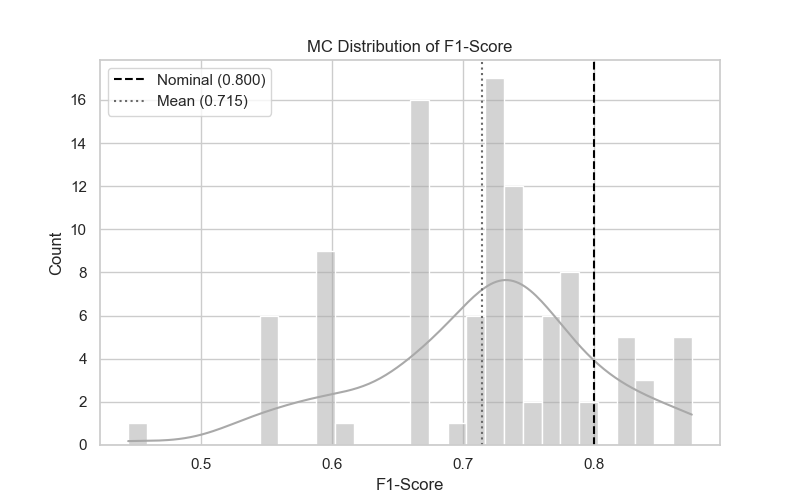 MC Distribution of F1-Score
Nominal (0.800)
Mean (0.715)
Count
16
14
12
10
8
6
4
2
0
0.5 0.6 0.7 0.8
F1-Score